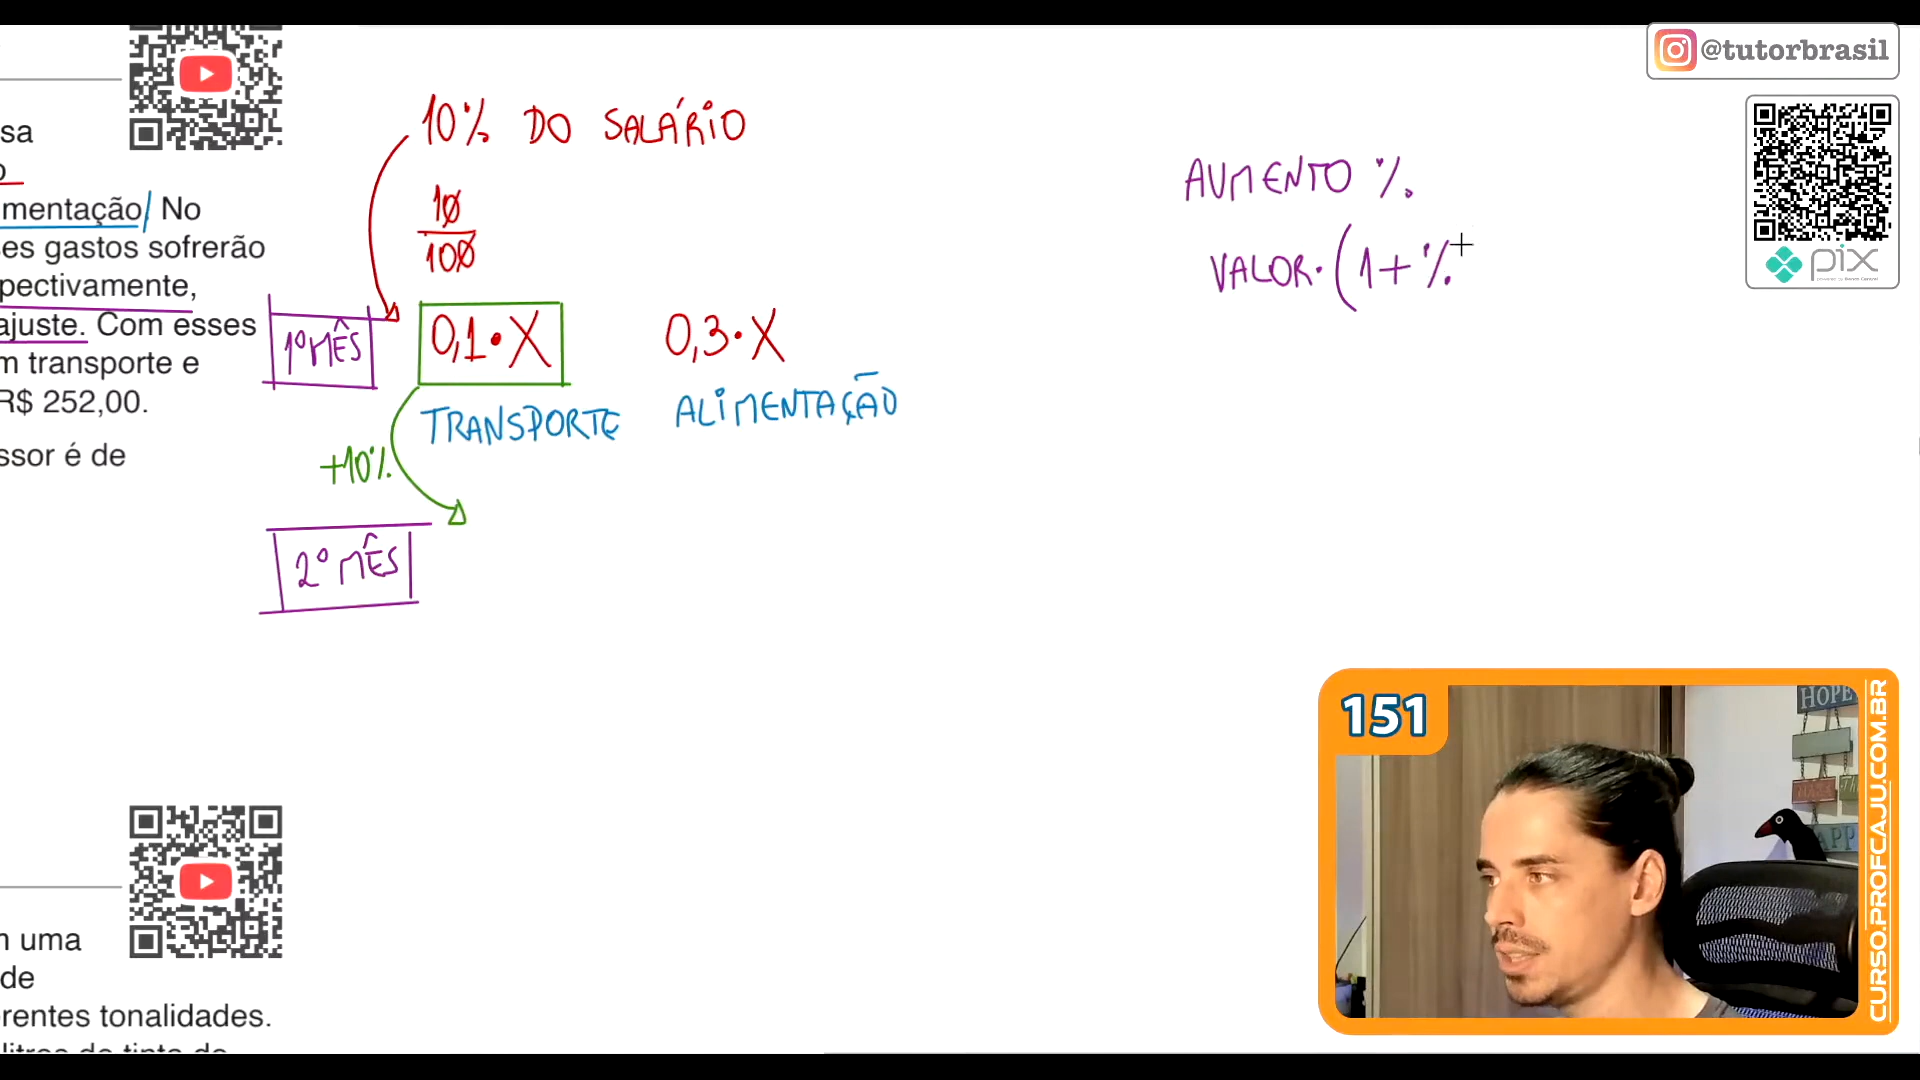 sa
mentação No
ses gastos sofrerão
pectivamente,
ajuste. Com esses
m transporte e
R$ 252,00.
ssor é de
10% DO SALÁRIO
10
100
1º MÊS
0,1·X
0,3·X
TRANSPORTE
ALIMENTAÇÃO
+10%
2º MÊS
AUMENTO %
VALOR·(1+%
@tutorbrasil
pix
m uma
de
rentes tonalidades.
151
HOPE
CURSO.PROFCAJU.COM.BR